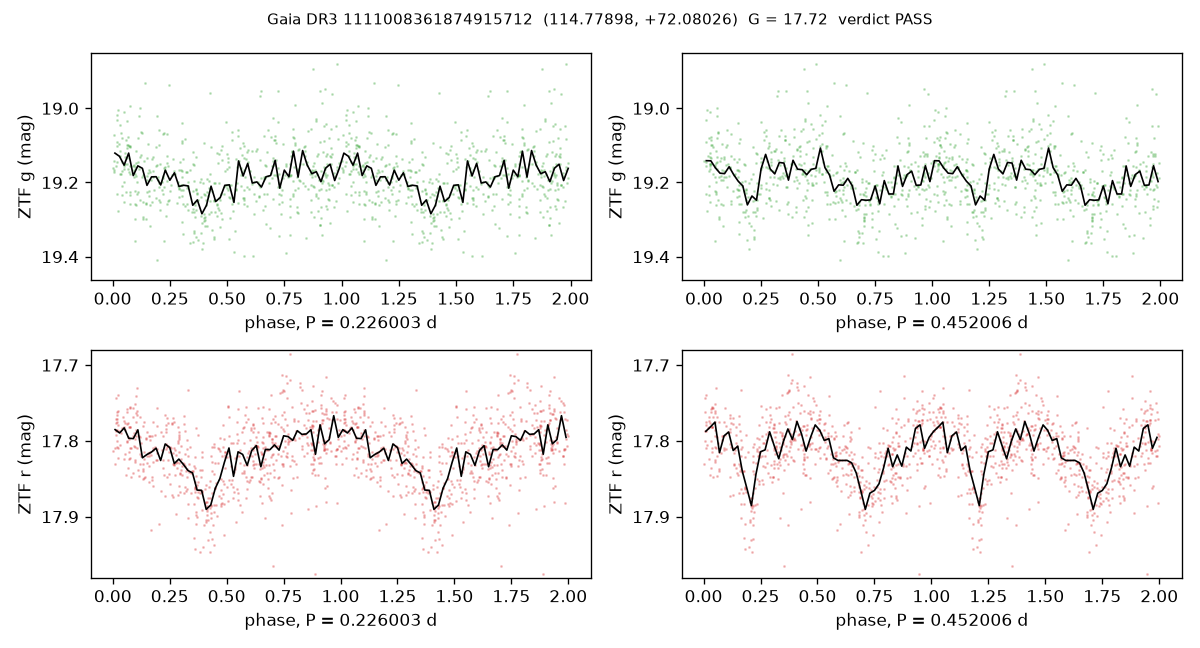 Gaia DR3 1111008361874915712  (114.77898, +72.08026)  G = 17.72  verdict PASS
ZTF g (mag)
19.0
19.2
19.4
0.00 0.25 0.50 0.75 1.00 1.25 1.50 1.75 2.00
phase, P = 0.226003 d
ZTF g (mag)
19.0
19.2
19.4
0.00 0.25 0.50 0.75 1.00 1.25 1.50 1.75 2.00
phase, P = 0.452006 d
ZTF r (mag)
17.7
17.8
17.9
0.00 0.25 0.50 0.75 1.00 1.25 1.50 1.75 2.00
phase, P = 0.226003 d
ZTF r (mag)
17.7
17.8
17.9
0.00 0.25 0.50 0.75 1.00 1.25 1.50 1.75 2.00
phase, P = 0.452006 d